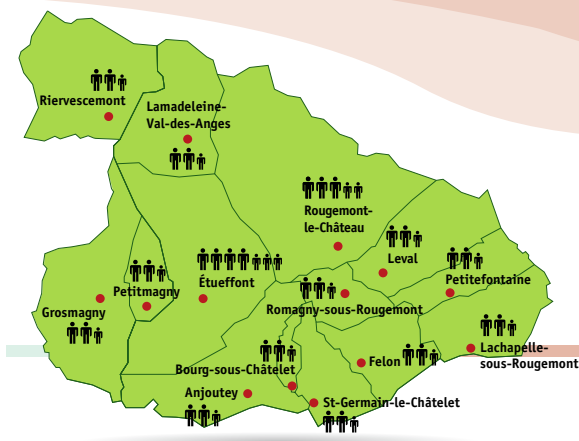 Riervescemont
Lamadeleine-
Val-des-Anges
Rougemont-
le-Château
Leval
Étueffont
Petitmagny
Petitefontaine
Grosmagny
Romagny-sous-Rougemont
Lachapelle-
sous-Rougemont
Bourg-sous-Châtelet
Felon
Anjoutey
St-Germain-le-Châtelet